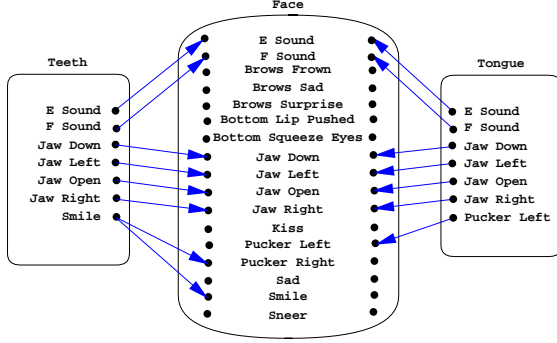 Face
Teeth
Tongue
E Sound
F Sound
Jaw Down
Jaw Left
Jaw Open
Jaw Right
Smile
E Sound
F Sound
Brows Frown
Brows Sad
Brows Surprise
Bottom Lip Pushed
Bottom Squeeze Eyes
Jaw Down
Jaw Left
Jaw Open
Jaw Right
Kiss
Pucker Left
Pucker Right
Sad
Smile
Sneer
E Sound
F Sound
Jaw Down
Jaw Left
Jaw Open
Jaw Right
Pucker Left